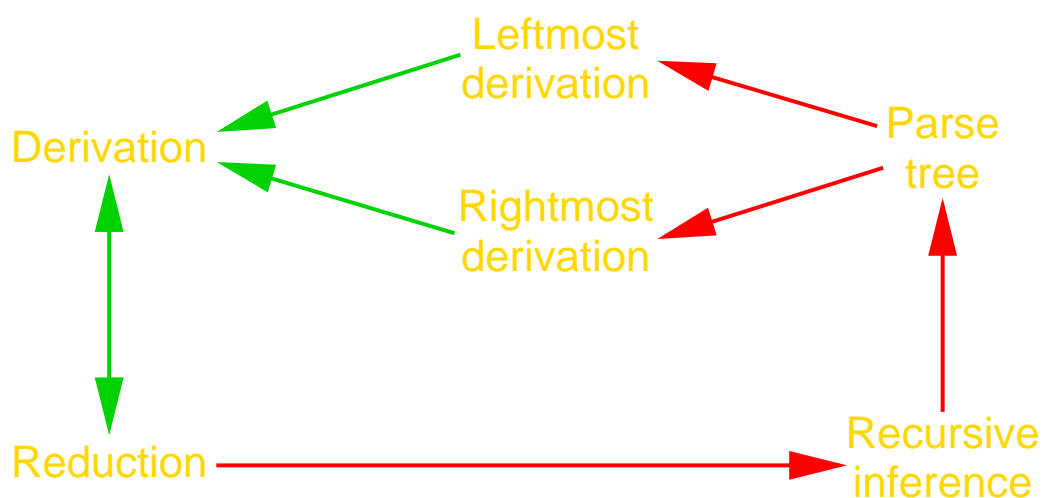 Leftmost
derivation
Derivation
Parse
tree
Rightmost
derivation
Reduction
Recursive
inference